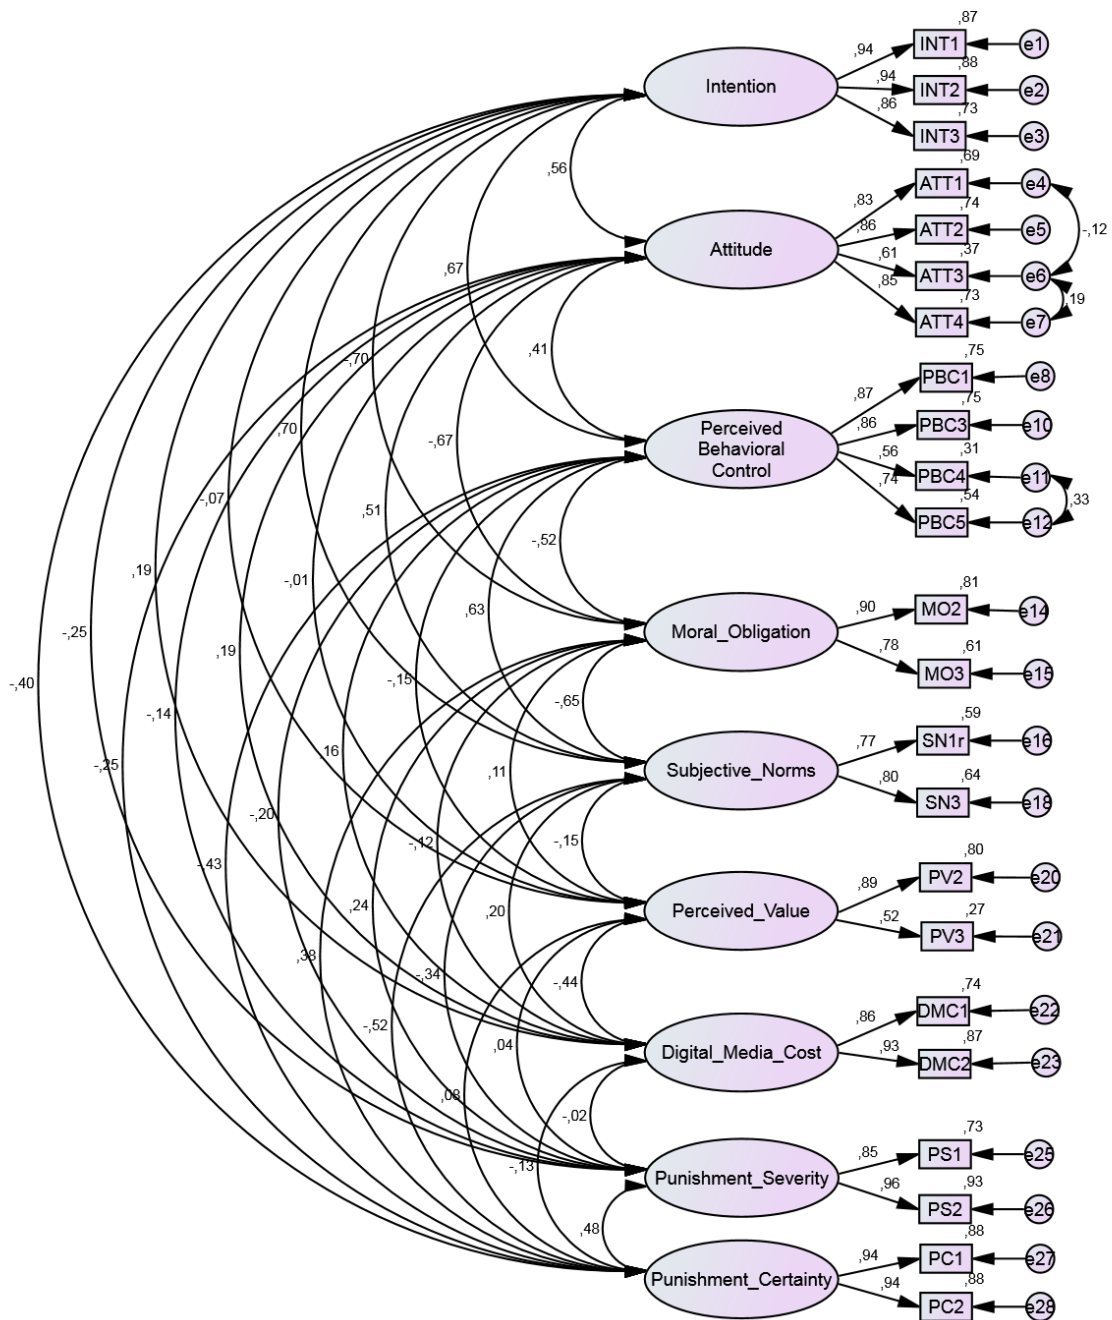 ,87
,94
INT1
e1
,88
,94
INT2
e2
Intention
,86
,73
INT3
e3
,69
,56
,83
ATT1
e4
,74
,86
ATT2
e5
-,12
Attitude
,61
,37
ATT3
e6
,67
,85
,73
,19
ATT4
e7
,41
,75
-,70
PBC1
e8
,87
,75
,70
-,67
Perceived
Behavioral
Control
,86
PBC3
e10
,31
,56
PBC4
e11
-,07
,51
,74
,54
,33
PBC5
e12
-,52
,19
-,01
,63
,81
,90
MO2
e14
-,25
Moral_Obligation
,19
,78
,61
-,40
-,15
MO3
e15
-,65
-,14
,59
,77
SN1r
e16
-,25
,16
,11
Subjective_Norms
,80
,64
SN3
e18
-,20
-,12
-,15
,80
-,43
,89
PV2
e20
,24
,20
Perceived_Value
,52
,27
PV3
e21
,38
-,34
-,44
,74
,86
DMC1
e22
-,52
,04
Digital_Media_Cost
,93
,87
DMC2
e23
,08
-,02
,73
,85
PS1
e25
-,13
Punishment_Severity
,96
,93
PS2
e26
,48
,88
,94
PC1
e27
Punishment_Certainty
,94
,88
PC2
e28